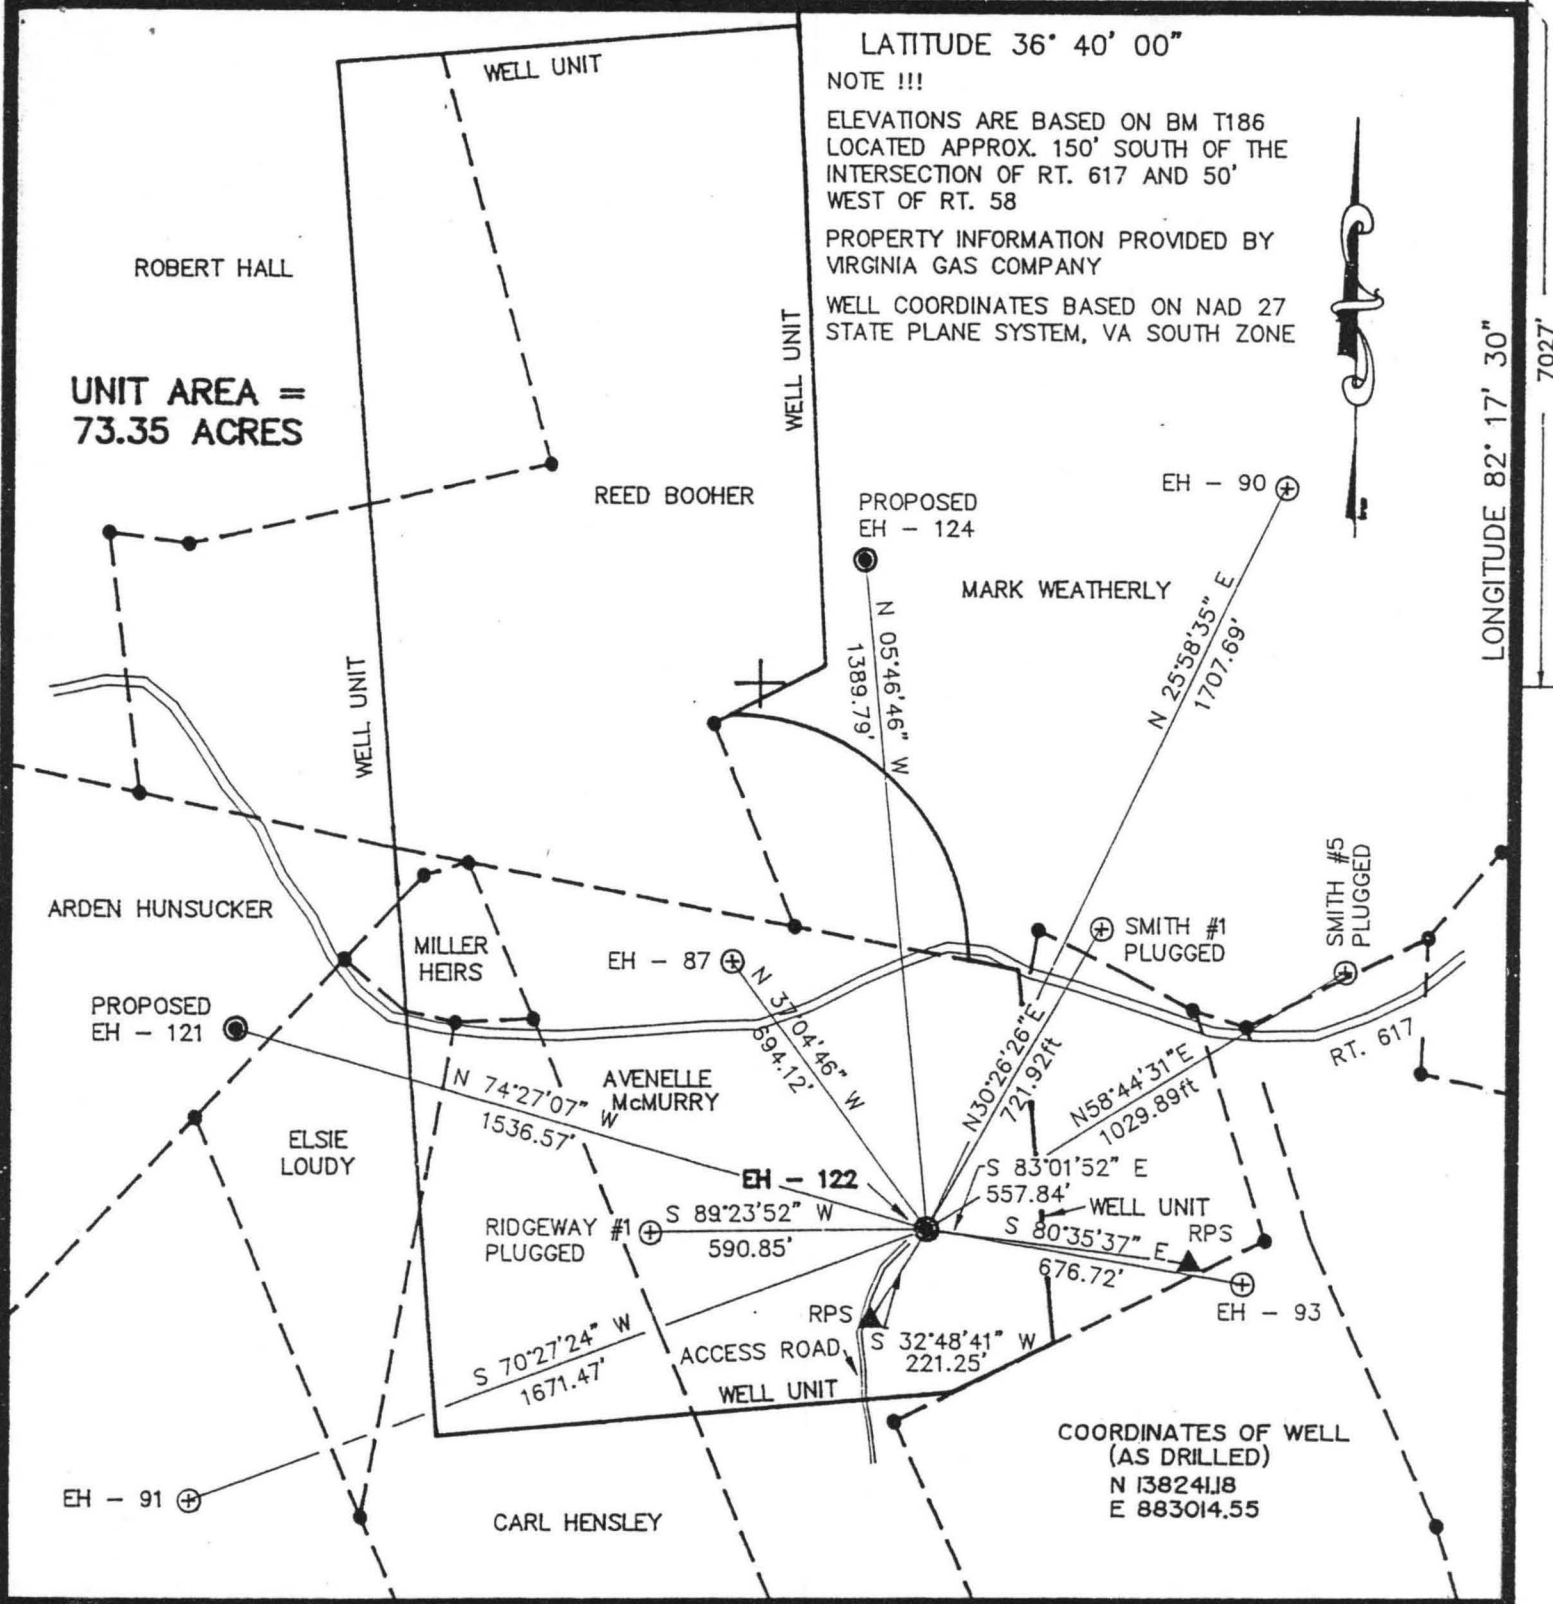 LATITUDE 36° 40' 00"
NOTE !!!
ELEVATIONS ARE BASED ON BM T186
LOCATED APPROX. 150' SOUTH OF THE
INTERSECTION OF RT. 617 AND 50'
WEST OF RT. 58
PROPERTY INFORMATION PROVIDED BY
VIRGINIA GAS COMPANY
WELL COORDINATES BASED ON NAD 27
STATE PLANE SYSTEM, VA SOUTH ZONE
LONGITUDE 82° 17' 30"
7027'
WELL UNIT
ROBERT HALL
UNIT AREA =
73.35 ACRES
WELL UNIT
REED BOOHER
PROPOSED
EH - 124
EH - 90
MARK WEATHERLY
N 05°46'46" W
1389.79'
N 25°58'35" E
1707.69'
WELL UNIT
ARDEN HUNSUCKER
MILLER
HEIRS
EH - 87
SMITH #1
PLUGGED
SMITH #5
PLUGGED
PROPOSED
EH - 121
N 37°04'46" W
694.12'
N30°26'26"E
721.92ft
N58°44'31"E
1029.89ft
RT. 617
N 74°27'07" W
1536.57'
AVENELLE
McMURRY
ELSIE
LOUDY
EH - 122
S 83°01'52" E
557.84'
WELL UNIT
RIDGEWAY #1
PLUGGED
S 89°23'52" W
590.85'
S 80°35'37" E
676.72'
RPS
EH - 93
RPS
S 32°48'41" W
221.25'
S 70°27'24" W
1671.47'
ACCESS ROAD
WELL UNIT
EH - 91
CARL HENSLEY
COORDINATES OF WELL
(AS DRILLED)
N 138241.18
E 883014.55